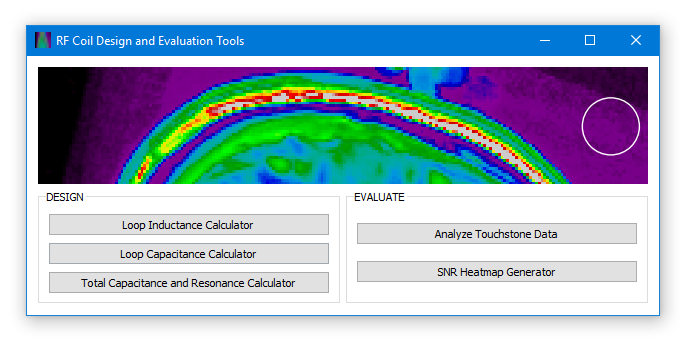 RF Coil Design and Evaluation Tools
DESIGN
Loop Inductance Calculator
Loop Capacitance Calculator
Total Capacitance and Resonance Calculator
EVALUATE
Analyze Touchstone Data
SNR Heatmap Generator